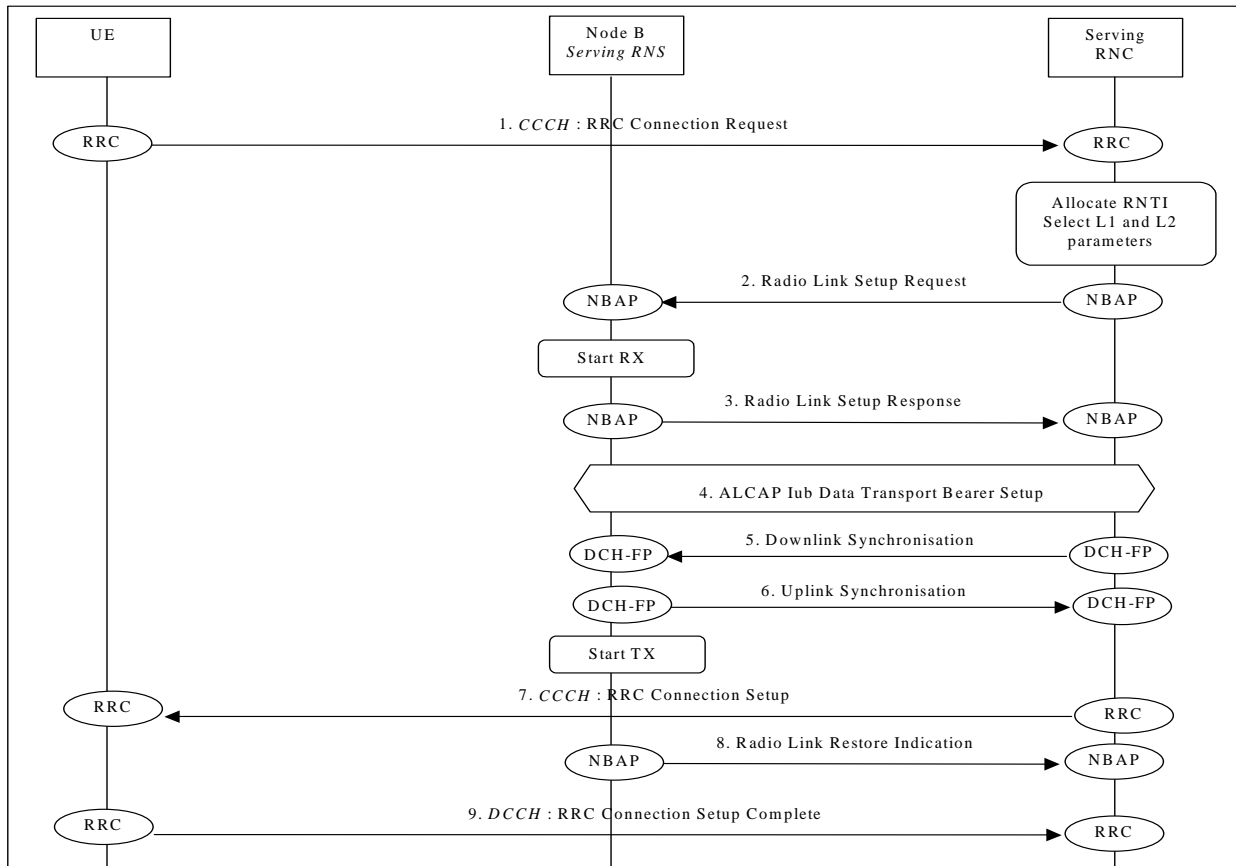 UE
Node B
Serving RNS
Serving
RNC
1. CCCH : RRC Connection Request
RRC
RRC
Allocate RNTI
Select L1 and L2
parameters
2. Radio Link Setup Request
NBAP
NBAP
Start RX
3. Radio Link Setup Response
NBAP
NBAP
4. ALCAP Iub Data Transport Bearer Setup
5. Downlink Synchronisation
DCH-FP
DCH-FP
6. Uplink Synchronisation
DCH-FP
DCH-FP
Start TX
7. CCCH : RRC Connection Setup
RRC
RRC
8. Radio Link Restore Indication
NBAP
NBAP
9. DCCH : RRC Connection Setup Complete
RRC
RRC